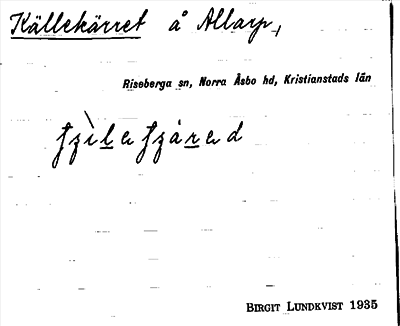 Källekärret å Allarp,
Riseberga sn, Norra Åsbo hd, Kristianstads län
BIRGIT LUNDKVIST 1935